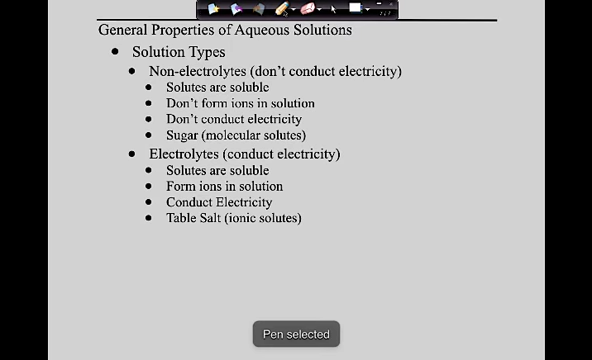 General Properties of Aqueous Solutions
• Solution Types
• Non-electrolytes (don't conduct electricity)
• Solutes are soluble
• Don't form ions in solution
• Don't conduct electricity
• Sugar (molecular solutes)
• Electrolytes (conduct electricity)
• Solutes are soluble
• Form ions in solution
• Conduct Electricity
• Table Salt (ionic solutes)
Pen selected